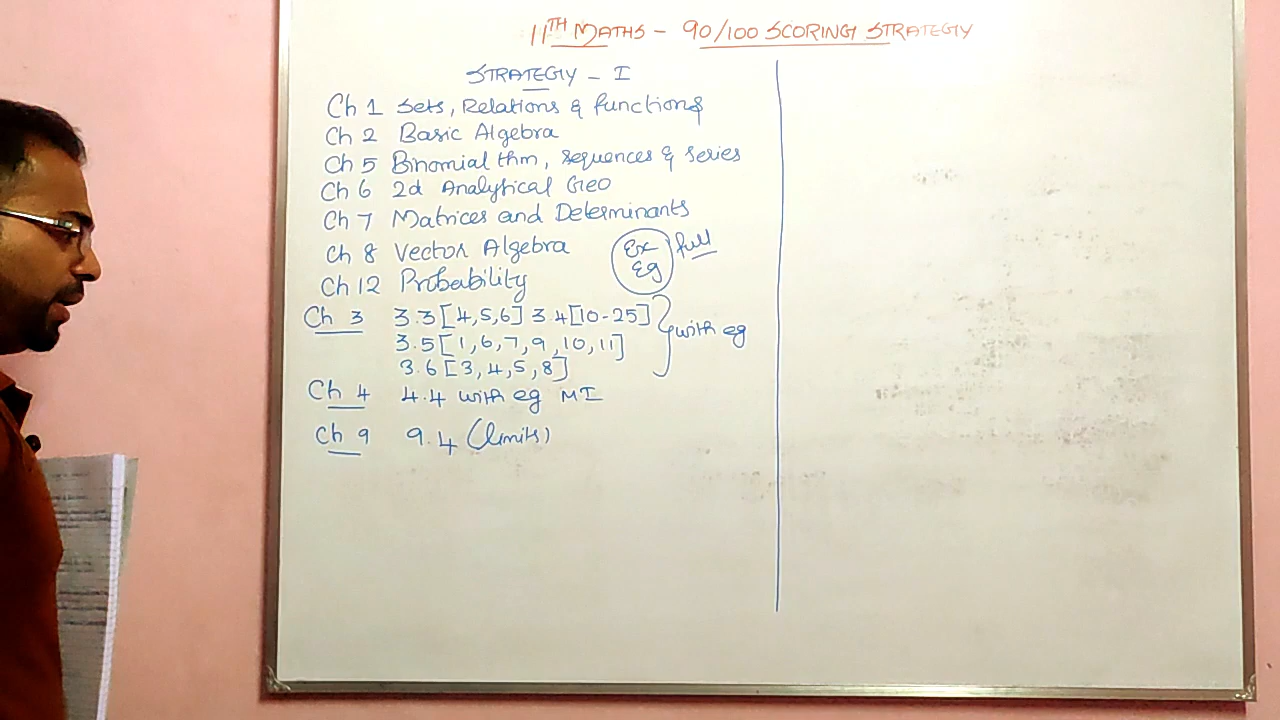 11TH MATHS - 90/100 SCORING STRATEGY
STRATEGY - I
Ch 1 Sets, Relations & functions
Ch 2 Basic Algebra
Ch 5 Binomial thm, sequences & series
Ch 6 2d Analytical Geo
Ch 7 Matrices and Determinants
Ch 8 Vector Algebra
Ex
Eg
full
Ch 12 Probability
Ch 3 3.3 [4,5,6] 3.4 [10-25]
3.5 [1,6,7,9,10,11]
3.6 [3,4,5,8]
with eg
Ch 4 4.4 with eg MI
Ch 9 9.4 (limits)